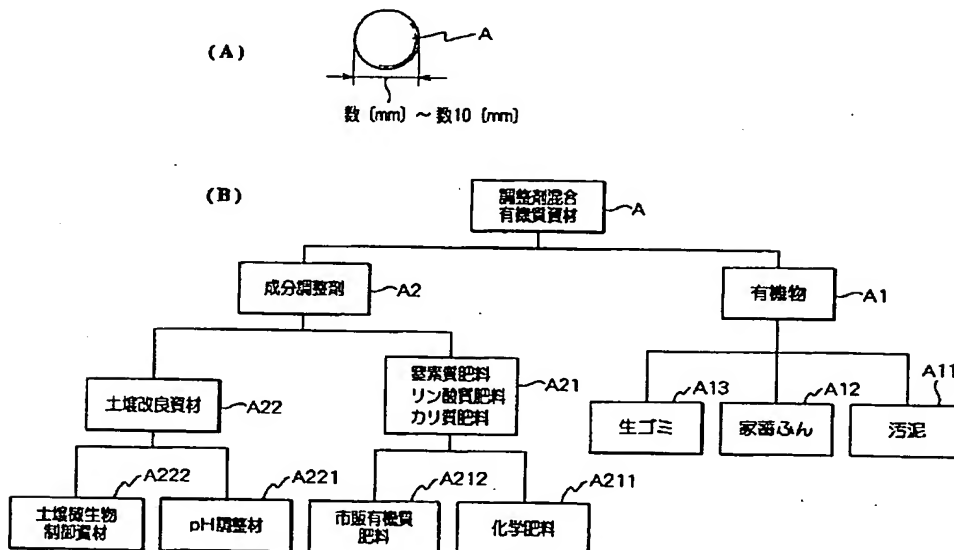 (A)
A
数〔mm〕～数10〔mm〕
(B)
調整剤混合
有機質資材
A
成分調整剤
A2
有機物
A1
土壌改良資材
A22
窒素質肥料
リン酸質肥料
カリ質肥料
A21
生ゴミ
A13
家畜ふん
A12
汚泥
A11
土壌微生物
制御資材
A222
pH調整材
A221
市販有機質
肥料
A212
化学肥料
A211